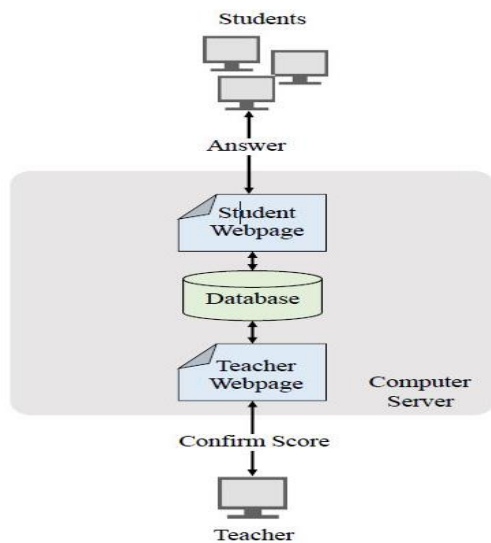 Students
Answer
Student
Webpage
Database
Teacher
Webpage
Computer
Server
Confirm Score
Teacher